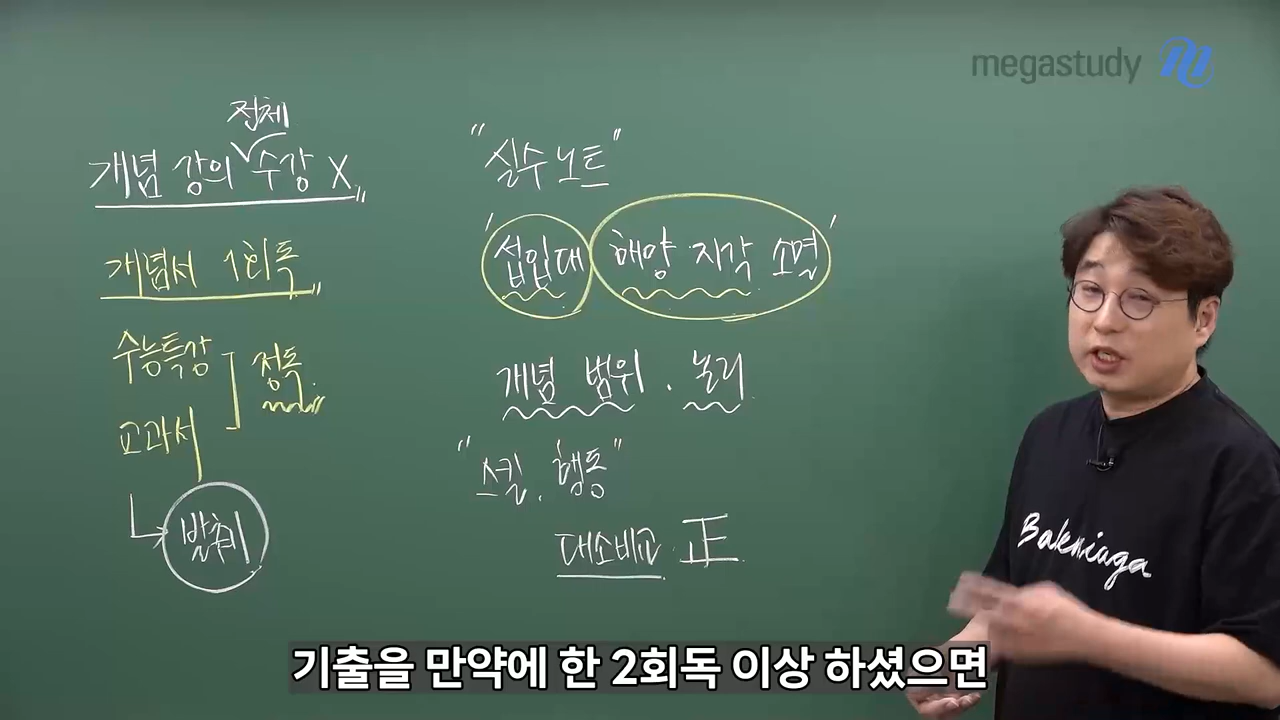 megastudy
전체
개념 강의 ✓ 수강 X
개념서 1회독
수능특강
정독
교과서
발췌
"실수 노트"
'섭입대 해양 지각 소멸'
개념 범위 . 논리
"스킬, 행동"
대소비교 . 正
Balenciaga
기출을 만약에 한 2회독 이상 하셨으면